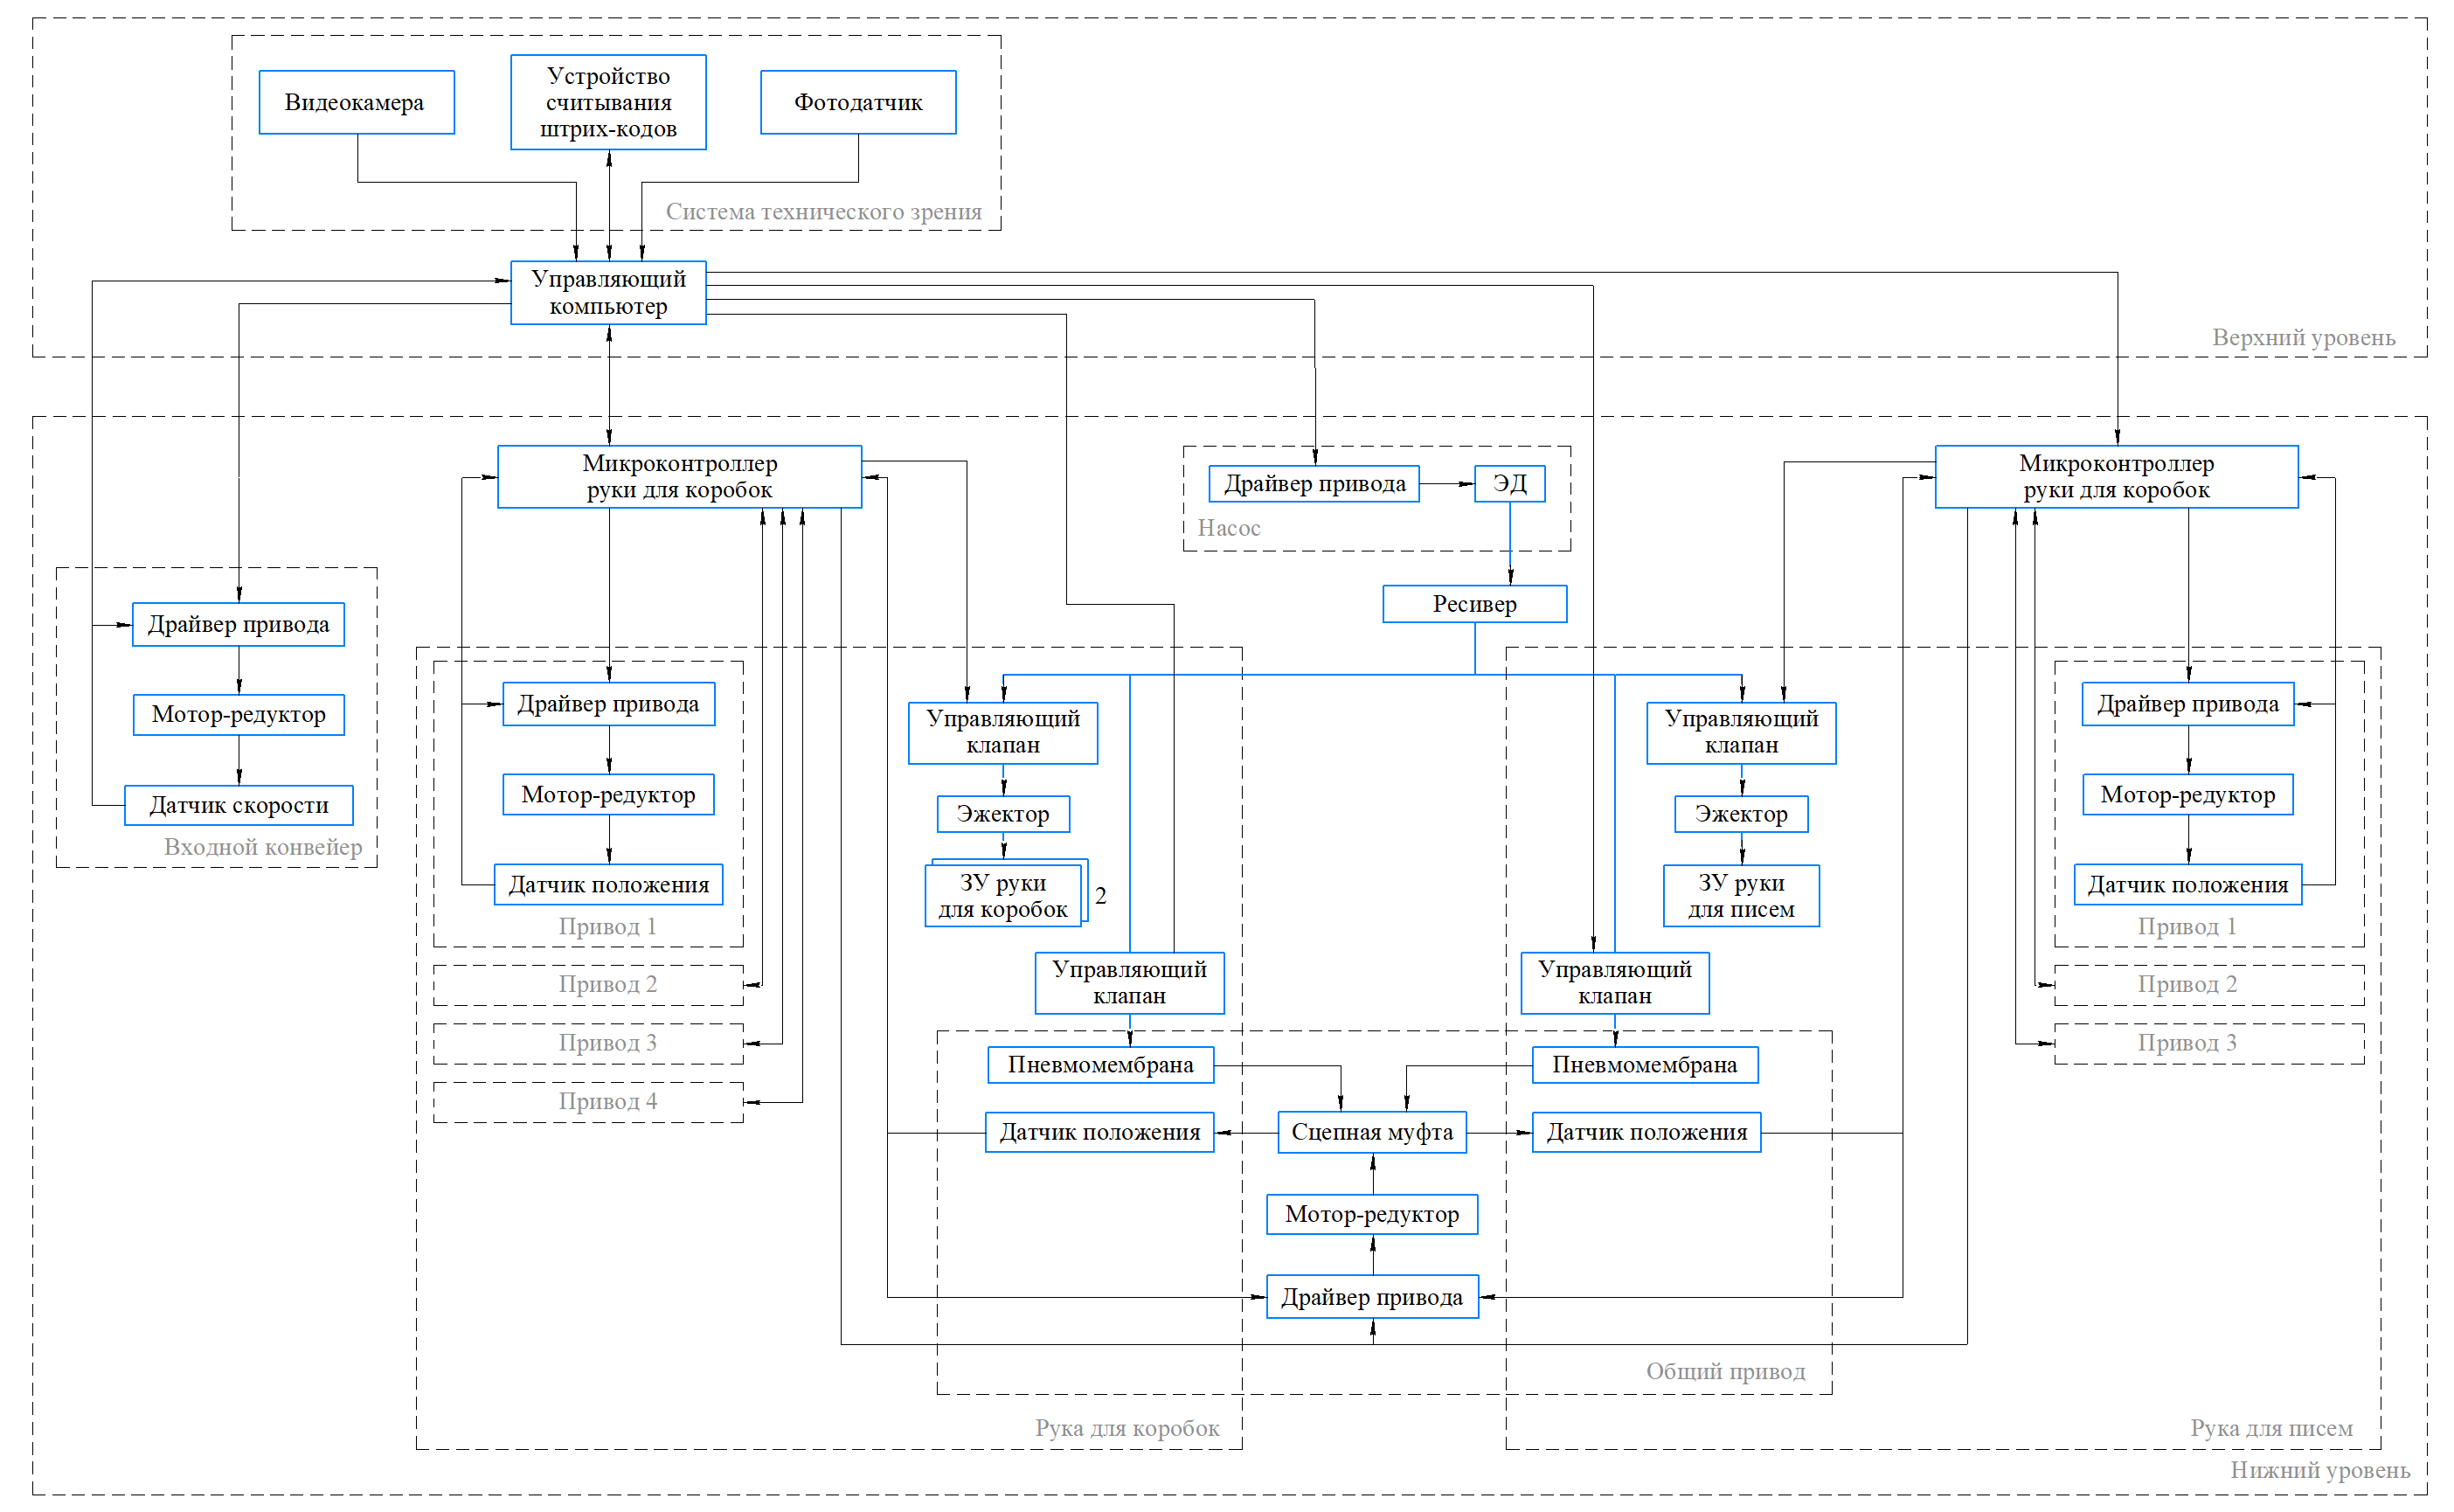 Видеокамера
Устройство
считывания
штрих-кодов
Фотодатчик
Система технического зрения
Управляющий
компьютер
Верхний уровень
Микроконтроллер
руки для коробок
Драйвер привода
ЭД
Насос
Микроконтроллер
руки для коробок
Ресивер
Драйвер привода
Мотор-редуктор
Датчик скорости
Входной конвейер
Драйвер привода
Мотор-редуктор
Датчик положения
Привод 1
Привод 2
Привод 3
Привод 4
Управляющий
клапан
Эжектор
ЗУ руки
для коробок
2
Управляющий
клапан
Управляющий
клапан
Эжектор
ЗУ руки
для писем
Управляющий
клапан
Драйвер привода
Мотор-редуктор
Датчик положения
Привод 1
Привод 2
Привод 3
Пневмомембрана
Пневмомембрана
Датчик положения
Сцепная муфта
Датчик положения
Мотор-редуктор
Драйвер привода
Общий привод
Рука для коробок
Рука для писем
Нижний уровень